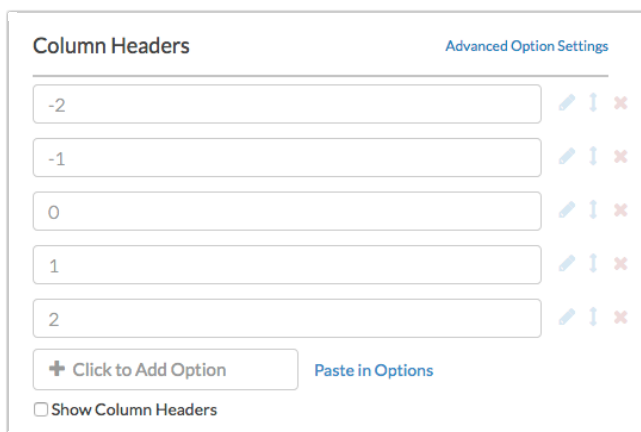 Column Headers Advanced Option Settings
-2
-1
0
1
2
Click to Add Option Paste in Options
Show Column Headers